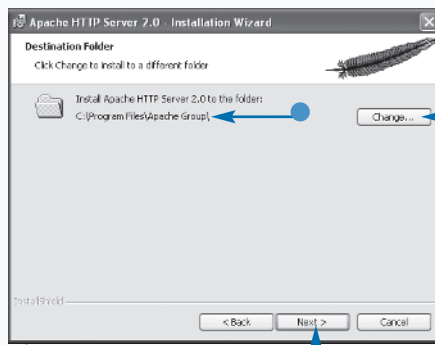 Apache HTTP Server 2.0 - Installation Wizard
Destination Folder
Click Change to install to a different folder
Install Apache HTTP Server 2.0 to the folder:
C:\Program Files\Apache Group\
Change...
InstallShield
< Back
Next >
Cancel